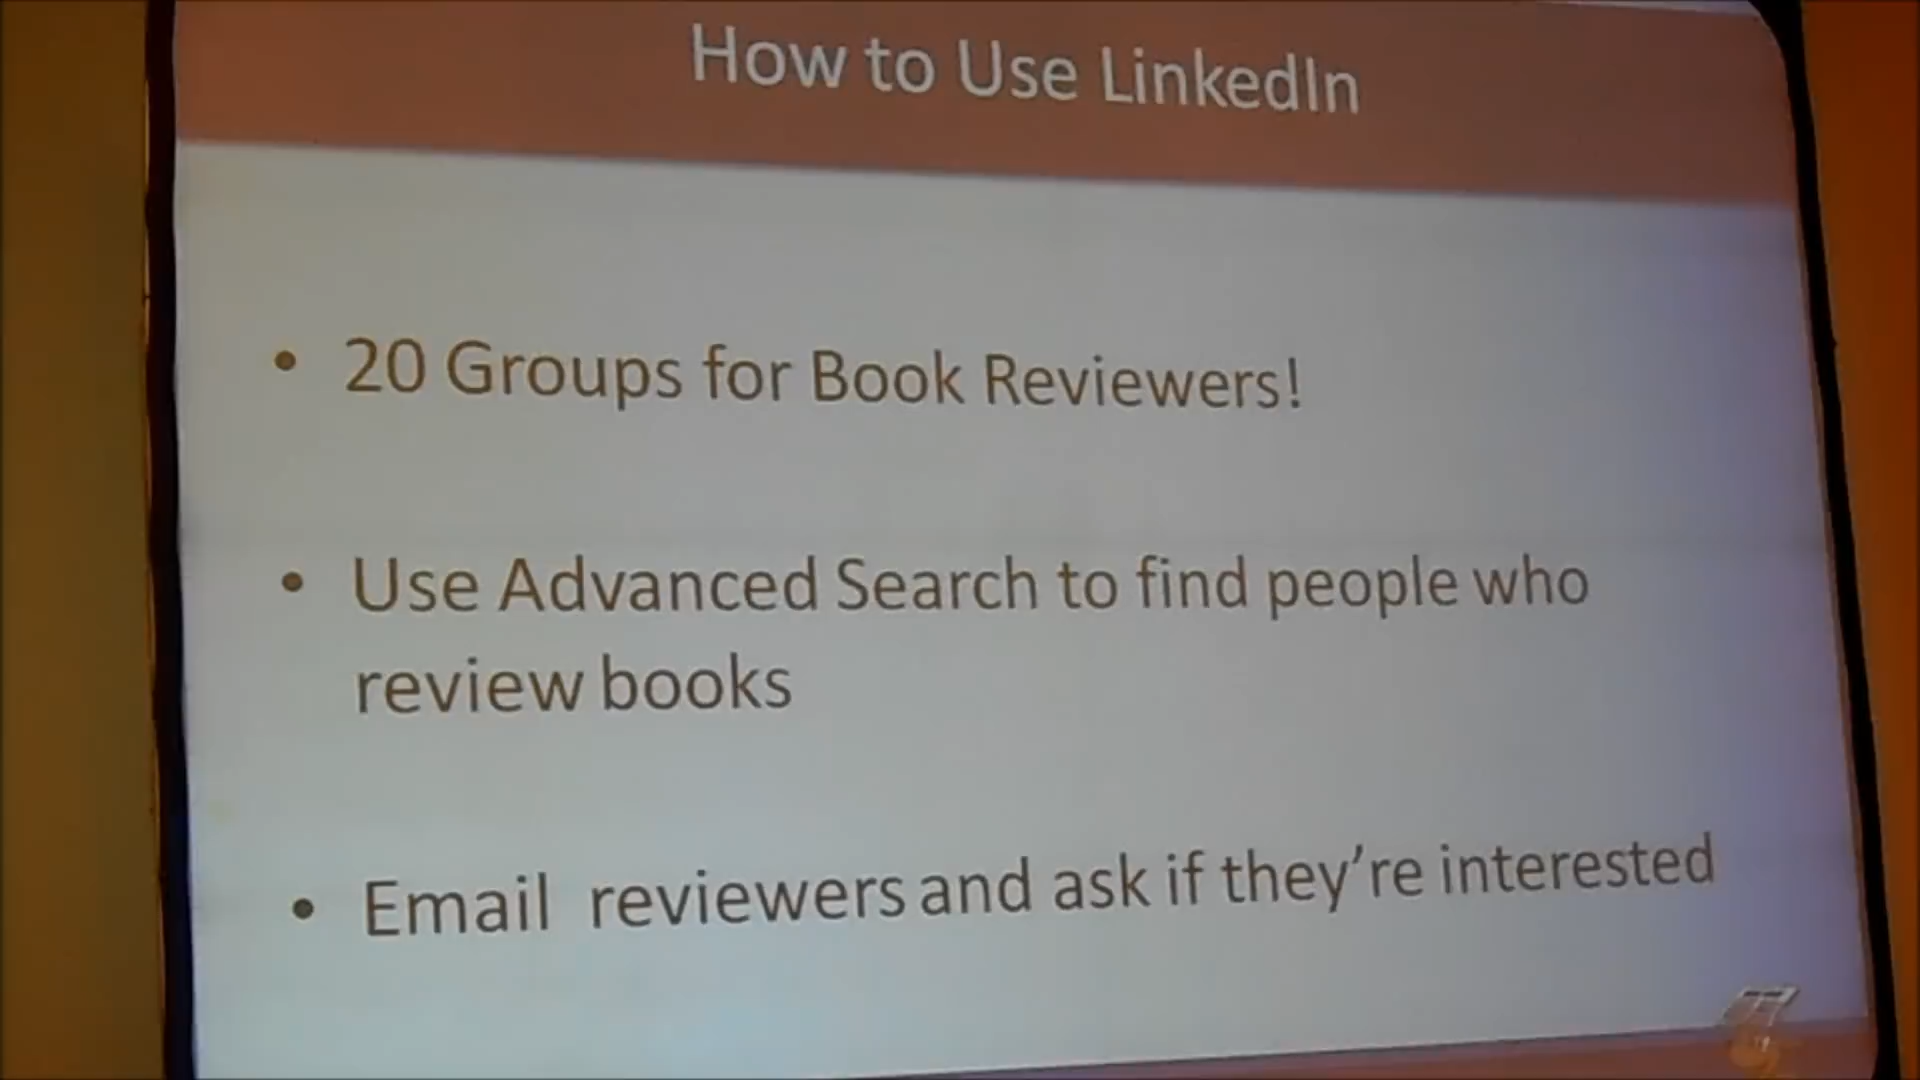 How to Use LinkedIn
• 20 Groups for Book Reviewers!
• Use Advanced Search to find people who
review books
• Email reviewers and ask if they're interested